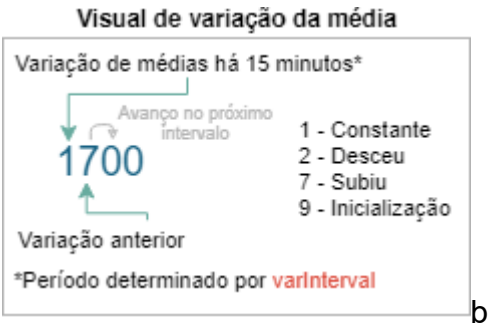 Visual de variação da média
Variação de médias há 15 minutos*
Avanço no próximo
intervalo
1700
1 - Constante
2 - Desceu
7 - Subiu
9 - Inicialização
Variação anterior
*Período determinado por varInterval
b